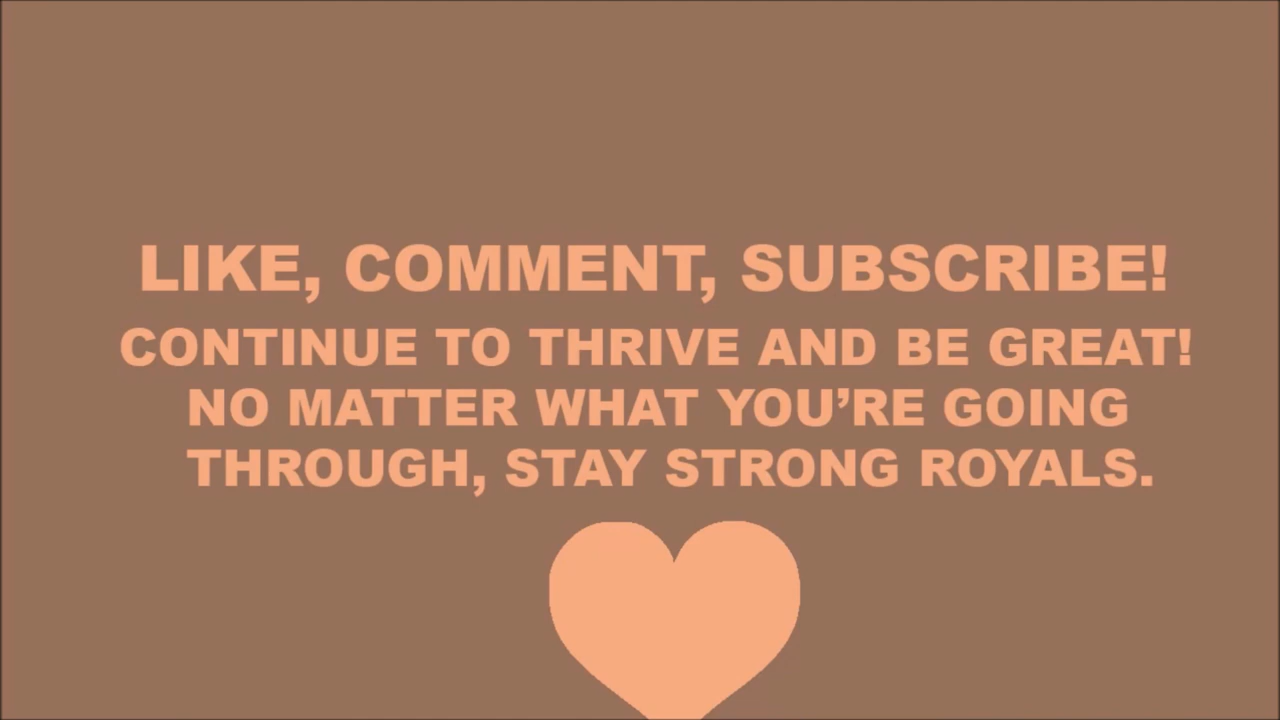 LIKE, COMMENT, SUBSCRIBE!
CONTINUE TO THRIVE AND BE GREAT!
NO MATTER WHAT YOU’RE GOING
THROUGH, STAY STRONG ROYALS.